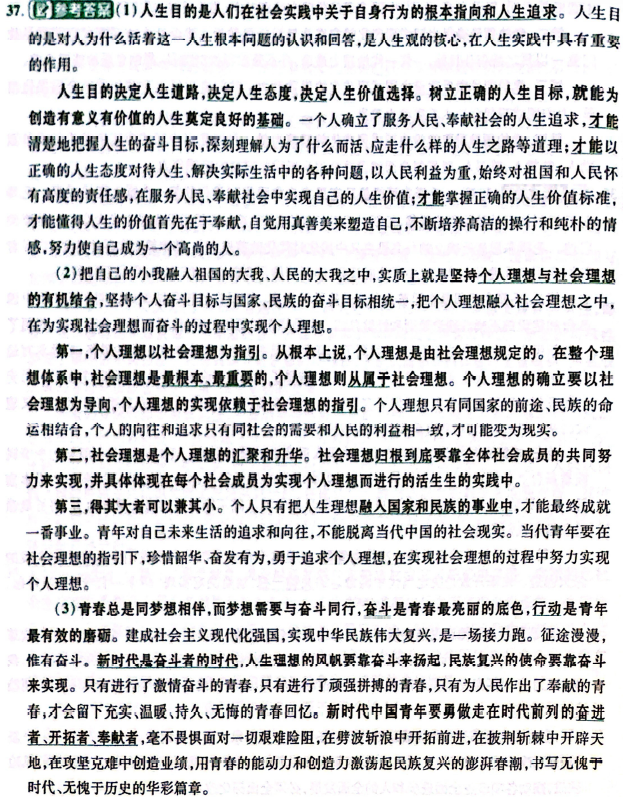 37.【参考答案】(1)人生目的是人们在社会实践中关于自身行为的根本指向和人生追求。人生目
的是对人为什么活着这一人生根本问题的认识和回答,是人生观的核心,在人生实践中具有重要
的作用。
人生目的决定人生道路,决定人生态度,决定人生价值选择。树立正确的人生目标,就能为
创造有意义有价值的人生奠定良好的基础。一个人确立了服务人民、奉献社会的人生追求,才能
清楚地把握人生的奋斗目标,深刻理解人为了什么而活、应走什么样的人生之路等道理;才能以
正确的人生态度对待人生、解决实际生活中的各种问题,以人民利益为重,始终对祖国和人民怀
有高度的责任感,在服务人民、奉献社会中实现自己的人生价值;才能掌握正确的人生价值标准,
才能懂得人生的价值首先在于奉献,自觉用真善美来塑造自己,不断培养高洁的操行和纯朴的情
感,努力使自己成为一个高尚的人。
(2)把自己的小我融入祖国的大我、人民的大我之中,实质上就是坚持个人理想与社会理想
的有机结合,坚持个人奋斗目标与国家、民族的奋斗目标相统一,把个人理想融入社会理想之中,
在为实现社会理想而奋斗的过程中实现个人理想。
第一,个人理想以社会理想为指引。从根本上说,个人理想是由社会理想规定的。在整个理
想体系中,社会理想是最根本、最重要的,个人理想则从属于社会理想。个人理想的确立要以社
会理想为导向,个人理想的实现依赖于社会理想的指引。个人理想只有同国家的前途、民族的命
运相结合,个人的向往和追求只有同社会的需要和人民的利益相一致,才可能变为现实。
第二,社会理想是个人理想的汇聚和升华。社会理想归根到底要靠全体社会成员的共同努
力来实现,并具体体现在每个社会成员为实现个人理想而进行的活生生的实践中。
第三,得其大者可以兼其小。个人只有把人生理想融入国家和民族的事业中,才能最终成就
一番事业。青年对自己未来生活的追求和向往,不能脱离当代中国的社会现实。当代青年要在
社会理想的指引下,珍惜韶华、奋发有为,勇于追求个人理想,在实现社会理想的过程中努力实现
个人理想。
(3)青春总是同梦想相伴,而梦想需要与奋斗同行,奋斗是青春最亮丽的底色,行动是青年
最有效的磨砺。建成社会主义现代化强国,实现中华民族伟大复兴,是一场接力跑。征途漫漫,
惟有奋斗。新时代是奋斗者的时代,人生理想的风帆要靠奋斗来扬起,民族复兴的使命要靠奋斗
来实现。只有进行了激情奋斗的青春,只有进行了顽强拼搏的青春,只有为人民作出了奉献的青
春,才会留下充实、温暖、持久、无悔的青春回忆。新时代中国青年要勇做走在时代前列的奋进
者、开拓者、奉献者,毫不畏惧面对一切艰难险阻,在劈波斩浪中开拓前进,在披荆斩棘中开辟天
地,在攻坚克难中创造业绩,用青春的能动力和创造力激荡起民族复兴的澎湃春潮,书写无愧于
时代、无愧于历史的华彩篇章。